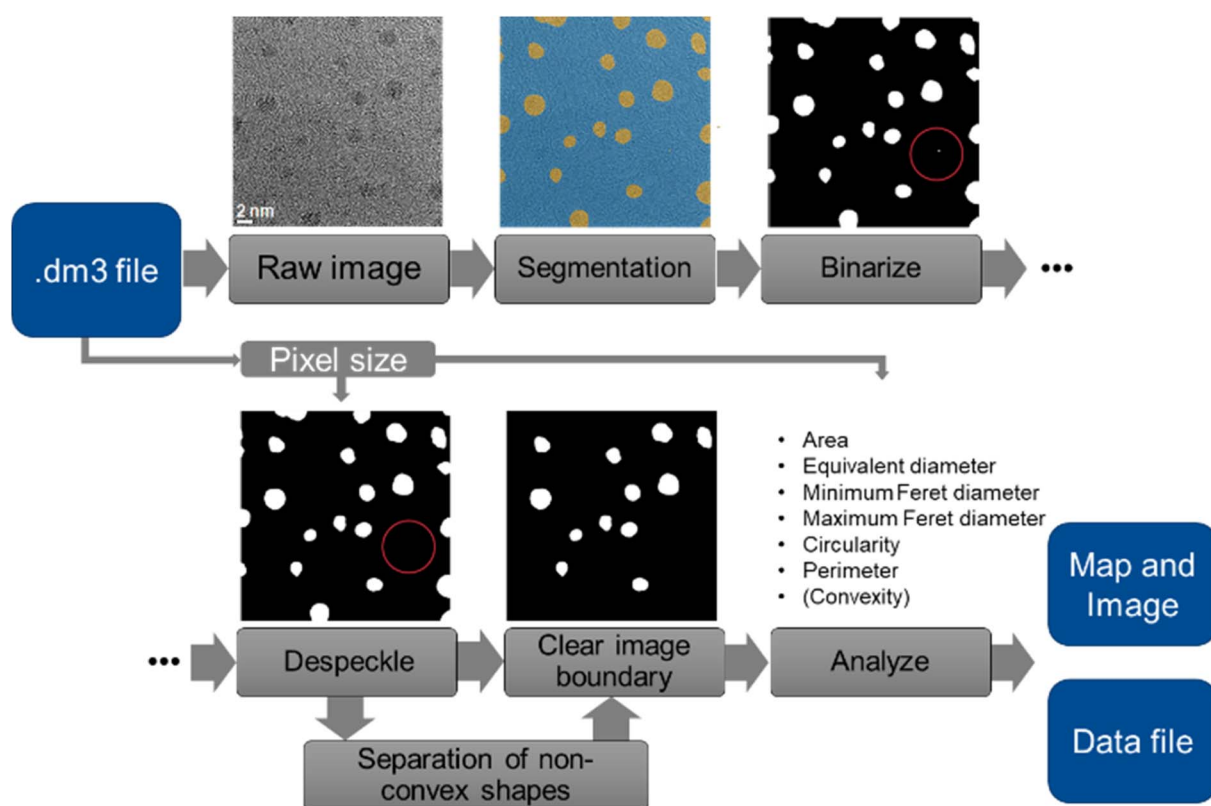 2 nm
.dm3 file
Raw image
Segmentation
Binarize
•••
Pixel size
• Area
• Equivalent diameter
• Minimum Feret diameter
• Maximum Feret diameter
• Circularity
• Perimeter
• (Convexity)
•••
Despeckle
Clear image
boundary
Analyze
Map and
Image
Separation of non-
convex shapes
Data file